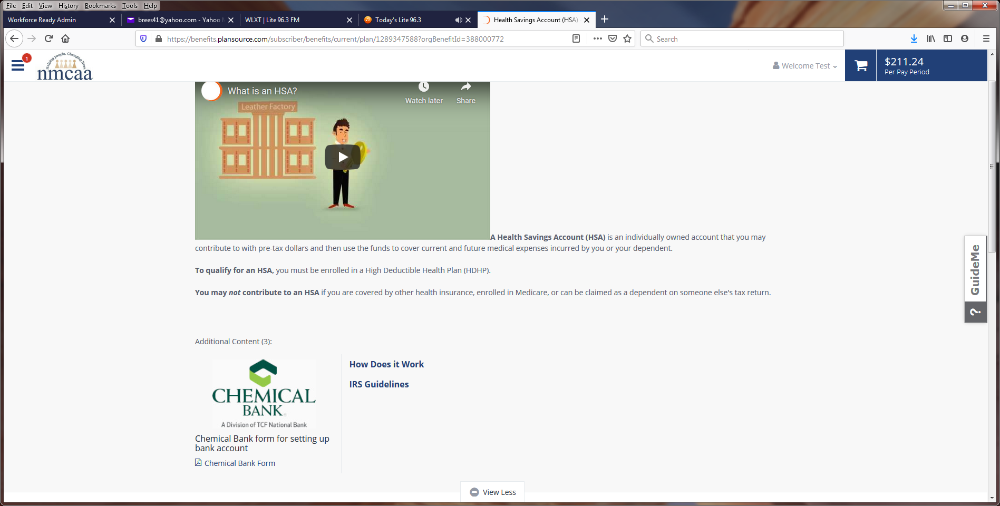 File Edit View History Bookmarks Tools Help
Workforce Ready Admin
brees41@yahoo.com - Yahoo
WLXT | Lite 96.3 FM
Today's Lite 96.3
Health Savings Account (HSA)
https://benefits.plansource.com/subscriber/benefits/current/plan/1289347588?orgBenefitId=388000772
Search
1
Helping people. Changing lives.
nmcaa
Welcome Test
$211.24
Per Pay Period
What is an HSA?
Watch later
Share
Leather Factory
A Health Savings Account (HSA) is an individually owned account that you may
contribute to with pre-tax dollars and then use the funds to cover current and future medical expenses incurred by you or your dependent.
To qualify for an HSA, you must be enrolled in a High Deductible Health Plan (HDHP).
You may not contribute to an HSA if you are covered by other health insurance, enrolled in Medicare, or can be claimed as a dependent on someone else's tax return.
GuideMe
?
Additional Content (3):
CHEMICAL
BANK
A Division of TCF National Bank
Chemical Bank form for setting up
bank account
Chemical Bank Form
How Does it Work
IRS Guidelines
View Less